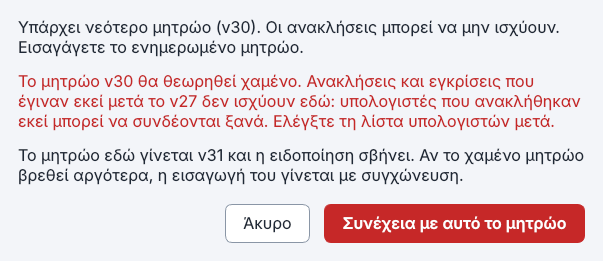 Υπάρχει νεότερο μητρώο (v30). Οι ανακλήσεις μπορεί να μην ισχύουν.
Εισαγάγετε το ενημερωμένο μητρώο.
Το μητρώο v30 θα θεωρηθεί χαμένο. Ανακλήσεις και εγκρίσεις που
έγιναν εκεί μετά το v27 δεν ισχύουν εδώ: υπολογιστές που ανακλήθηκαν
εκεί μπορεί να συνδέονται ξανά. Ελέγξτε τη λίστα υπολογιστών μετά.
Το μητρώο εδώ γίνεται v31 και η ειδοποίηση σβήνει. Αν το χαμένο μητρώο
βρεθεί αργότερα, η εισαγωγή του γίνεται με συγχώνευση.
Άκυρο
Συνέχεια με αυτό το μητρώο